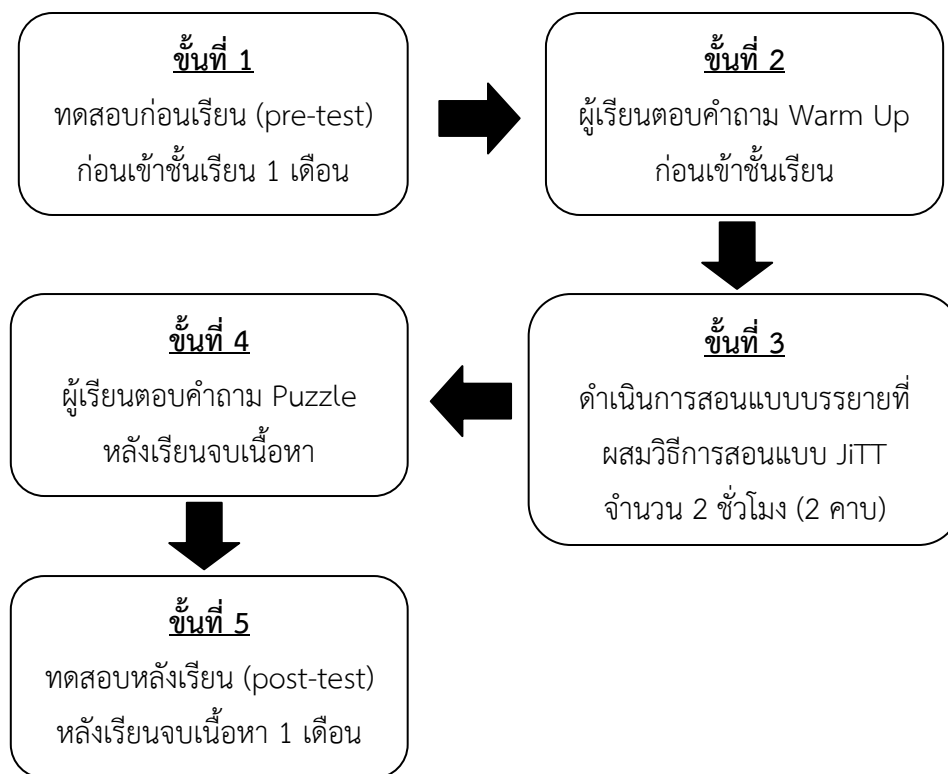 ขั้นที่ 1
ทดสอบก่อนเรียน (pre-test)
ก่อนเข้าชั้นเรียน 1 เดือน
ขั้นที่ 2
ผู้เรียนตอบคำถาม Warm Up
ก่อนเข้าชั้นเรียน
ขั้นที่ 3
ดำเนินการสอนแบบบรรยายที่
ผสมวิธีการสอนแบบ JiTT
จำนวน 2 ชั่วโมง (2 คาบ)
ขั้นที่ 4
ผู้เรียนตอบคำถาม Puzzle
หลังเรียนจบเนื้อหา
ขั้นที่ 5
ทดสอบหลังเรียน (post-test)
หลังเรียนจบเนื้อหา 1 เดือน